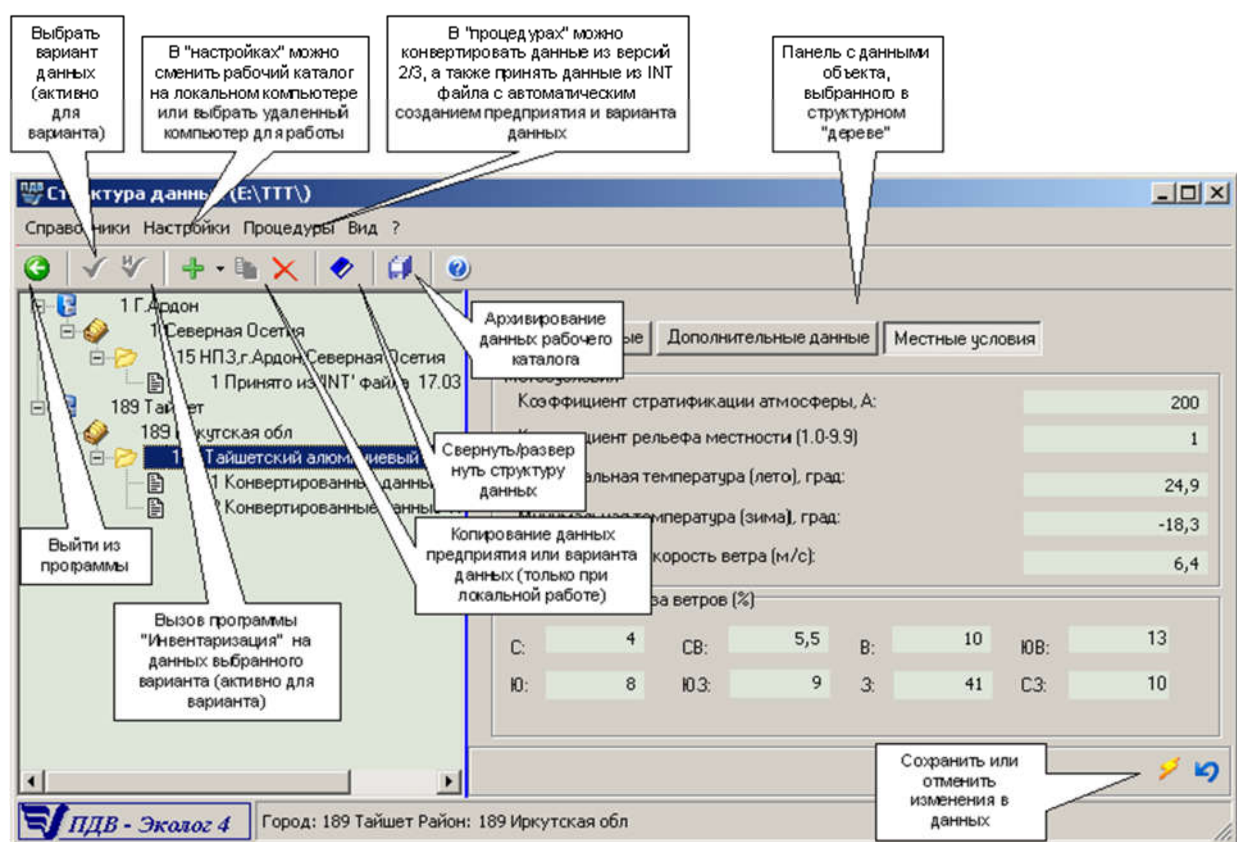 Выбрать
вариант
данных
(активно
для
варианта)
В "настройках" можно
сменить рабочий каталог
на локальном компьютере
или выбрать удаленный
компьютер для работы
В "процедурах" можно
конвертировать данные из версий
2/3, а также принять данные из INT
файла с автоматическим
созданием предприятия и варианта
данных
Панель с данными
объекта,
выбранного в
структурном
"дереве"
(E:\TTT\)
Справочники Настройки Процедуры Вид ?
1 Г.Ардон
1 Северная Осетия
15 НПЗ,г.Ардон,Северная Осетия
1 Принято из 'INT' файла 17.03
189 Тайшет
189 Иркутская обл
Тайшетский алюминиевый
1 Конвертированные данные
2 Конвертированные данные
Архивирование
данных рабочего
каталога
Свернуть/развер
нуть структуру
данных
Копирование данных
предприятия или варианта
данных (только при
локальной работе)
Выйти из
программы
Вызов программы
"Инвентаризация" на
данных выбранного
варианта (активно для
варианта)
Дополнительные данные Местные условия
Коэффициент стратификации атмосферы, А: 200
рельефа местности (1.0-9.9) 1
температура (лето), град: 24,9
температура (зима), град: -18,3
скорость ветра (м/с): 6,4
ветров (%)
С: 4 СВ: 5,5 В: 10 ЮВ: 13
Ю: 8 ЮЗ: 9 З: 41 СЗ: 10
Сохранить или
отменить
изменения в
данных
ПДВ - Эколог 4 Город: 189 Тайшет Район: 189 Иркутская обл